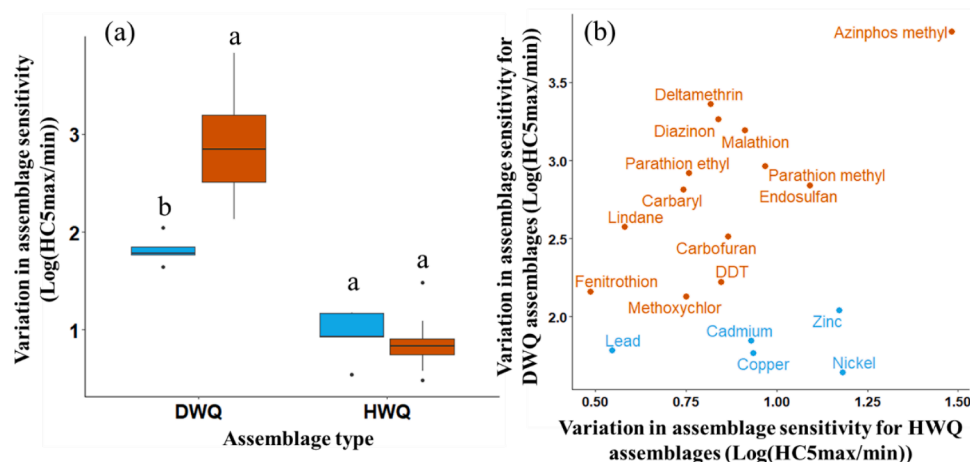 (a)
Variation in assemblage sensitivity
(Log(HC5max/min))
3
2
1
a
b
a
a
DWQ
HWQ
Assemblage type
(b)
Variation in assemblage sensitivity for
DWQ assemblages (Log(HC5max/min))
3.5
3.0
2.5
2.0
Azinphos methyl
Deltamethrin
Diazinon
Malathion
Parathion ethyl
Parathion methyl
Carbaryl
Endosulfan
Lindane
Carbofuran
DDT
Fenitrothion
Methoxychlor
Zinc
Lead
Cadmium
Copper
Nickel
0.50
0.75
1.00
1.25
1.50
Variation in assemblage sensitivity for HWQ
assemblages (Log(HC5max/min))